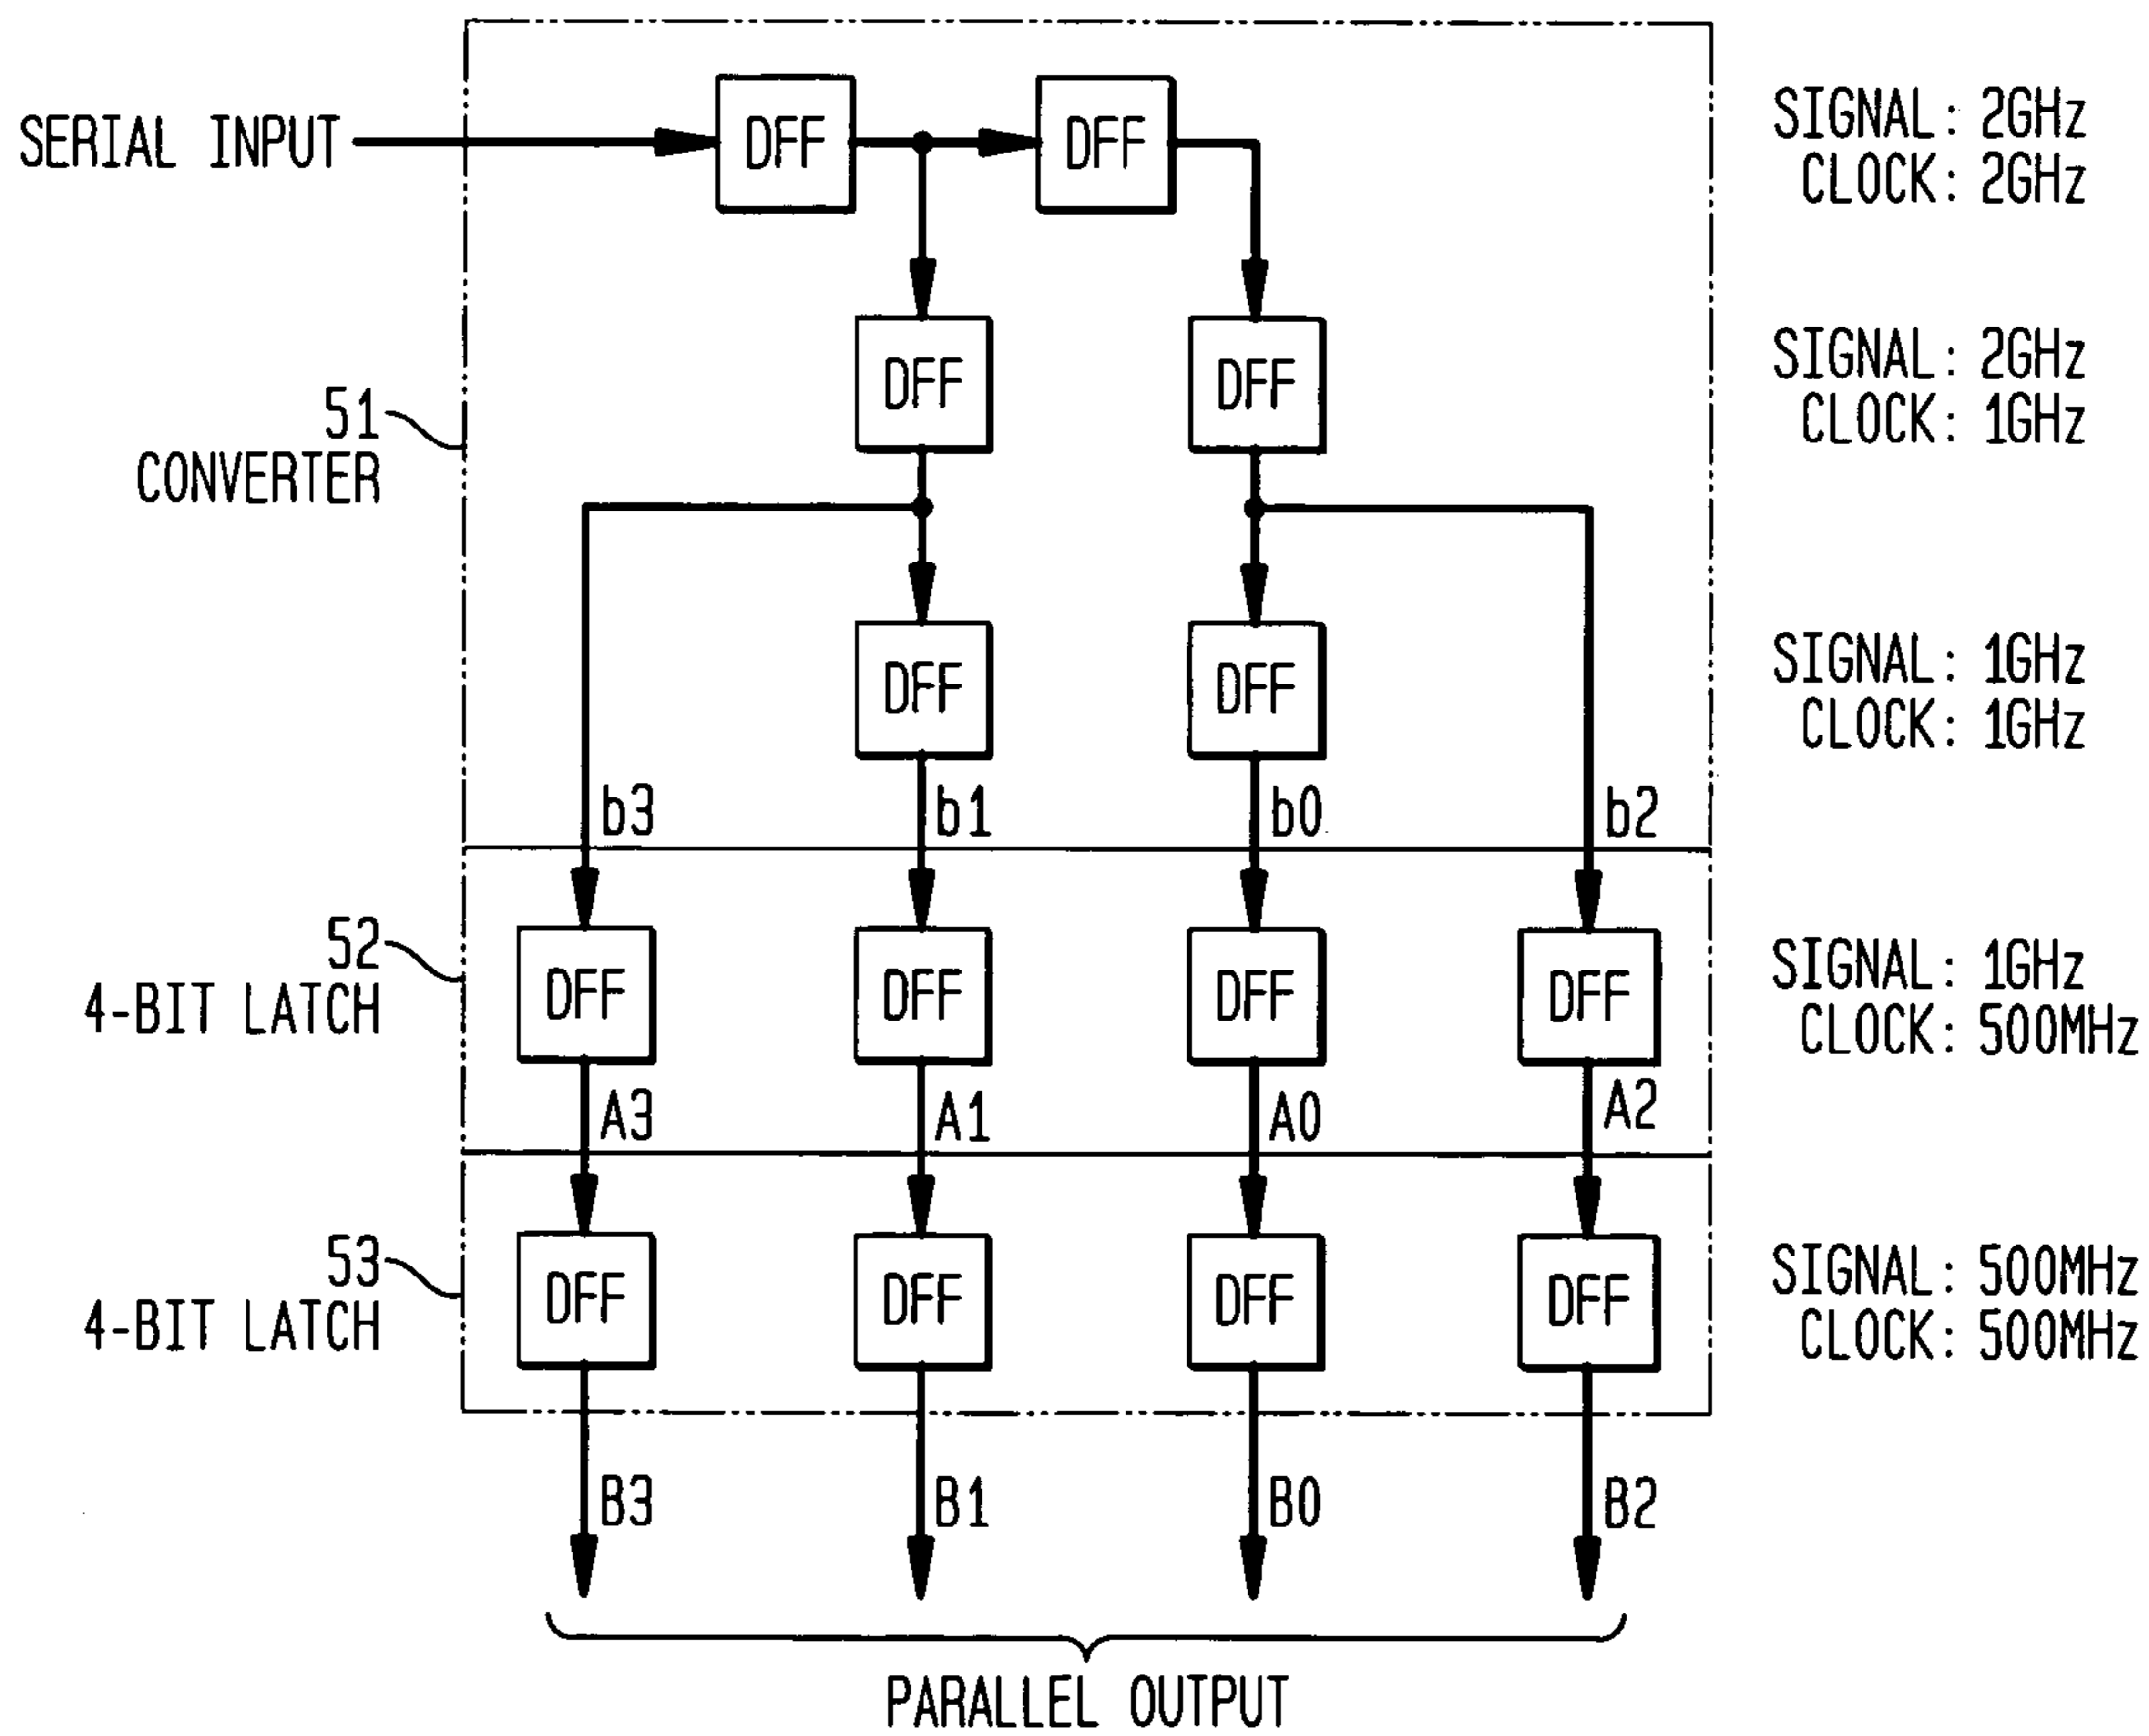 SERIAL INPUT
DFF
DFF
SIGNAL: 2GHz
CLOCK: 2GHz
DFF
DFF
SIGNAL: 2GHz
CLOCK: 1GHz
51
CONVERTER
DFF
DFF
SIGNAL: 1GHz
CLOCK: 1GHz
b3
b1
b0
b2
52
4-BIT LATCH
DFF
DFF
DFF
DFF
SIGNAL: 1GHz
CLOCK: 500MHz
A3
A1
A0
A2
53
4-BIT LATCH
DFF
DFF
DFF
DFF
SIGNAL: 500MHz
CLOCK: 500MHz
B3
B1
B0
B2
PARALLEL OUTPUT